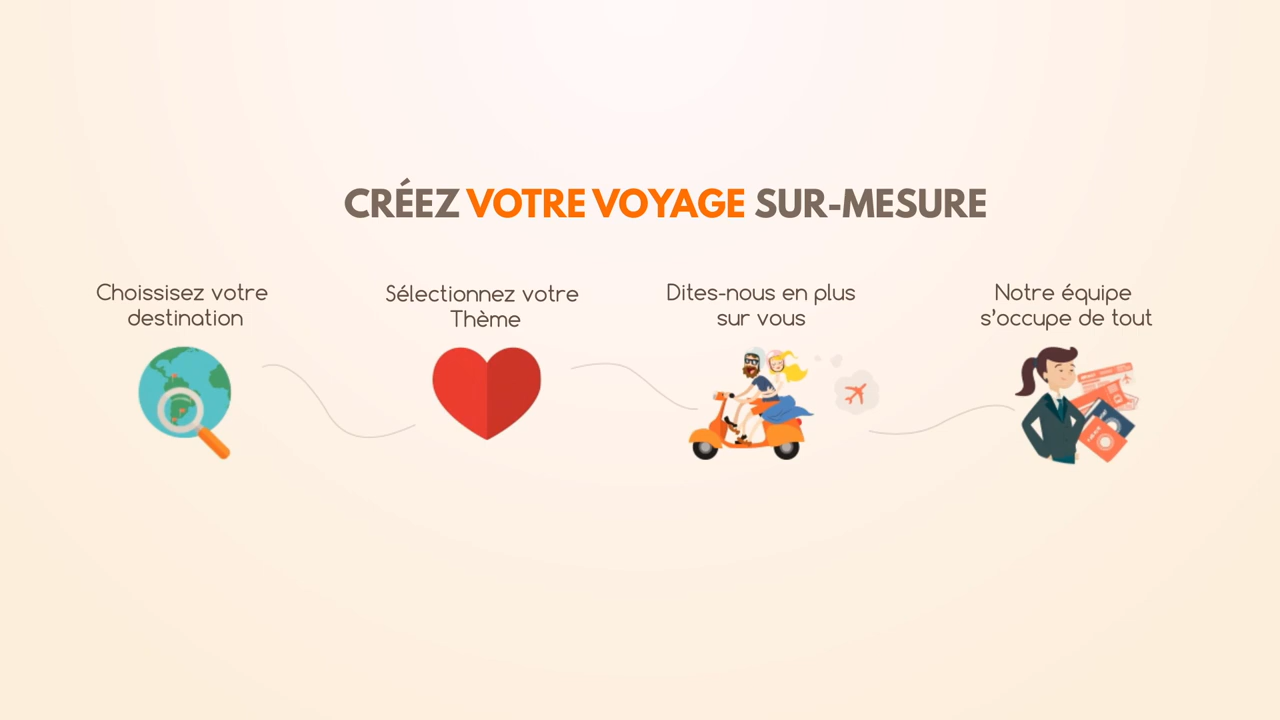 CRÉEZ VOTRE VOYAGE SUR-MESURE
Choissisez votre
destination
Sélectionnez votre
Thème
Dites-nous en plus
sur vous
Notre équipe
s’occupe de tout